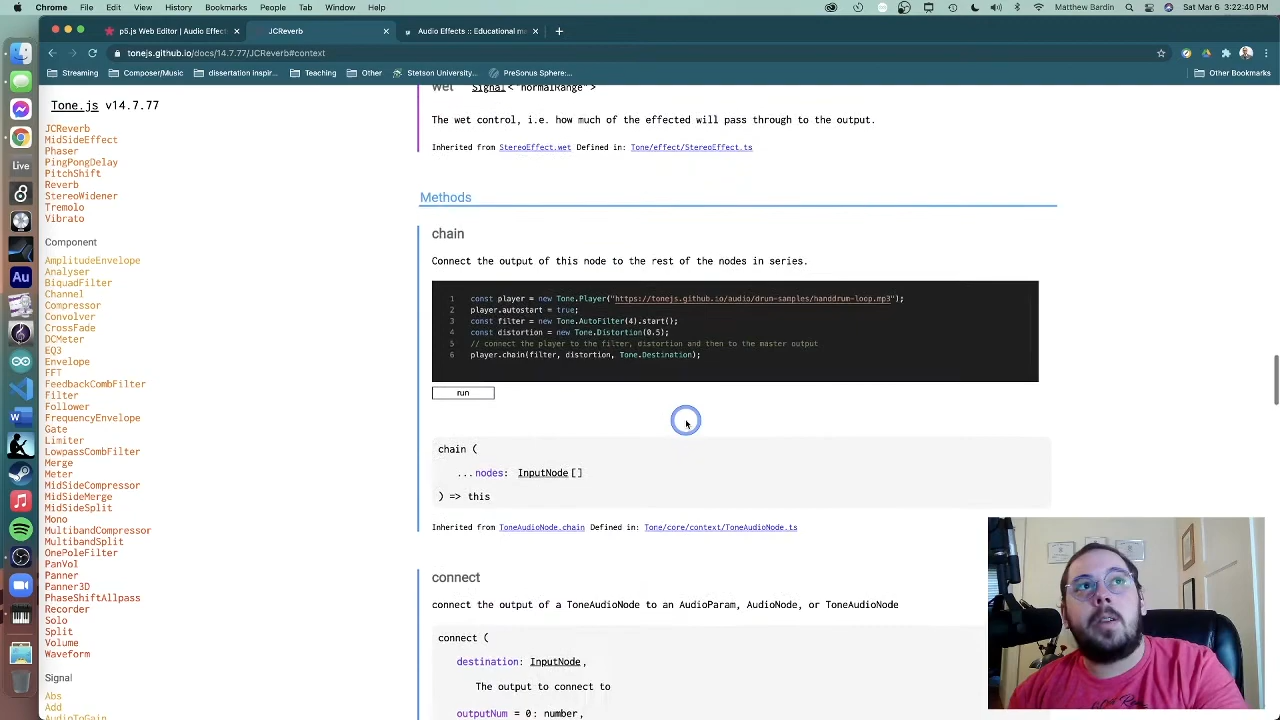 Chrome File Edit View History Bookmarks Profiles Tab Window Help
Matthew Bardin Sat Mar 6 3:22:40 PM
p5.js Web Editor | Audio Effect
JCReverb
Audio Effects :: Educational m
tonejs.github.io/docs/14.7.77/JCReverb#context
Streaming Composer/Music dissertation inspir... Teaching Other Stetson University... PreSonus Sphere:... Other Bookmarks
Tone.js v14.7.77
JCReverb
MidSideEffect
Phaser
PingPongDelay
PitchShift
Reverb
StereoWidener
Tremolo
Vibrato
Component
AmplitudeEnvelope
Analyser
BiquadFilter
Channel
Compressor
Convolver
CrossFade
DCMeter
EQ3
Envelope
FFT
FeedbackCombFilter
Filter
Follower
FrequencyEnvelope
Gate
Limiter
LowpassCombFilter
Merge
Meter
MidSideCompressor
MidSideMerge
MidSideSplit
Mono
MultibandCompressor
MultibandSplit
OnePoleFilter
PanVol
Panner
Panner3D
PhaseShiftAllpass
Recorder
Solo
Split
Volume
Waveform
Signal
Abs
Add
AudioToGain
wet Signal<"normalRange">
The wet control, i.e. how much of the effected will pass through to the output.
Inherited from StereoEffect.wet Defined in: Tone/effect/StereoEffect.ts
Methods
chain
Connect the output of this node to the rest of the nodes in series.
1 const player = new Tone.Player("https://tonejs.github.io/audio/drum-samples/handdrum-loop.mp3");
2 player.autostart = true;
3 const filter = new Tone.AutoFilter(4).start();
4 const distortion = new Tone.Distortion(0.5);
5 // connect the player to the filter, distortion and then to the master output
6 player.chain(filter, distortion, Tone.Destination);
run
chain (
...nodes: InputNode []
) => this
Inherited from ToneAudioNode.chain Defined in: Tone/core/context/ToneAudioNode.ts
connect
connect the output of a ToneAudioNode to an AudioParam, AudioNode, or ToneAudioNode
connect (
destination: InputNode,
The output to connect to
outputNum = 0: number,
Live
Au
W